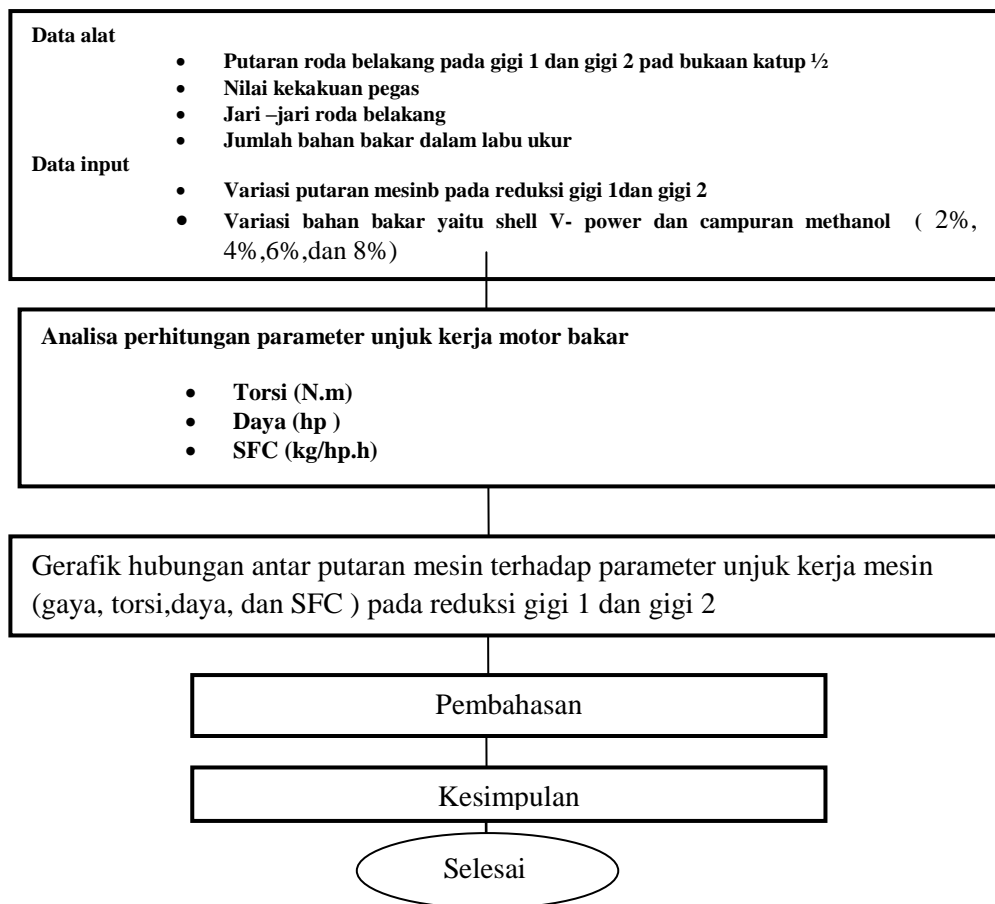 Data alat
• Putaran roda belakang pada gigi 1 dan gigi 2 pad bukaan katup ½
• Nilai kekakuan pegas
• Jari –jari roda belakang
• Jumlah bahan bakar dalam labu ukur
Data input
• Variasi putaran mesinb pada reduksi gigi 1dan gigi 2
• Variasi bahan bakar yaitu shell V- power dan campuran methanol ( 2%,
4%,6%,dan 8%)
Analisa perhitungan parameter unjuk kerja motor bakar
• Torsi (N.m)
• Daya (hp )
• SFC (kg/hp.h)
Gerafik hubungan antar putaran mesin terhadap parameter unjuk kerja mesin
(gaya, torsi,daya, dan SFC ) pada reduksi gigi 1 dan gigi 2
Pembahasan
Kesimpulan
Selesai